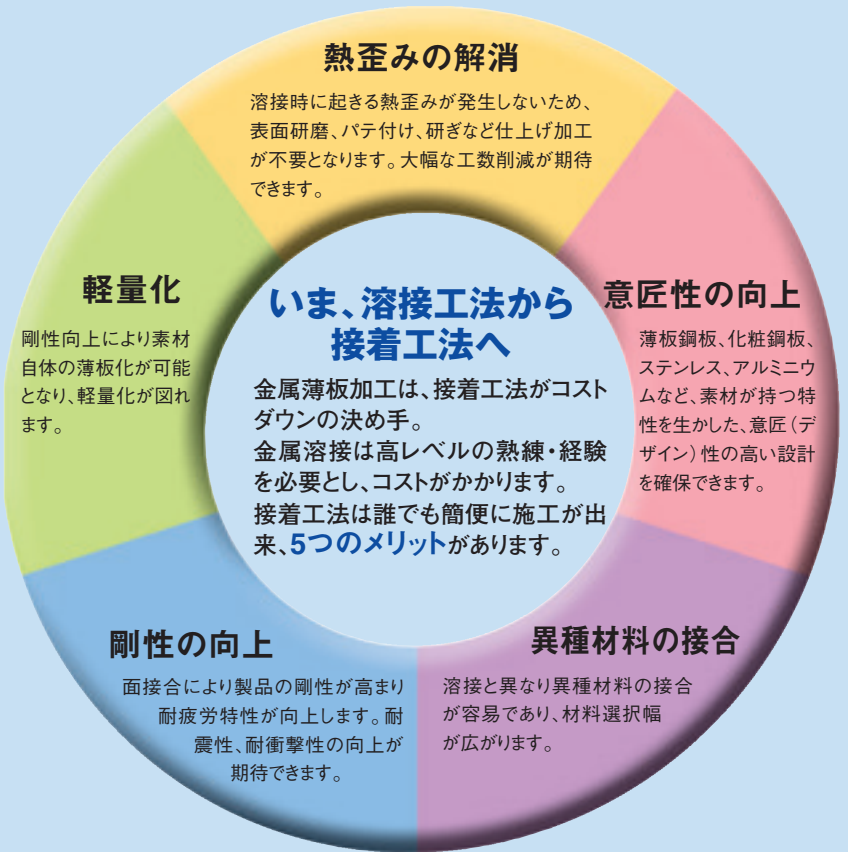 熱歪みの解消
溶接時に起きる熱歪みが発生しないため、
表面研磨、パテ付け、研ぎなど仕上げ加工
が不要となります。大幅な工数削減が期待
できます。
意匠性の向上
薄板鋼板、化粧鋼板、
ステンレス、アルミニウ
ムなど、素材が持つ特
性を生かした、意匠（デ
ザイン）性の高い設計
を確保できます。
異種材料の接合
溶接と異なり異種材料の接合
が容易であり、材料選択幅
が広がります。
剛性の向上
面接合により製品の剛性が高まり
耐疲労特性が向上します。耐
震性、耐衝撃性の向上が
期待できます。
軽量化
剛性向上により素材
自体の薄板化が可能
となり、軽量化が図れ
ます。
いま、溶接工法から
接着工法へ
金属薄板加工は、接着工法がコスト
ダウンの決め手。
金属溶接は高レベルの熟練・経験
を必要とし、コストがかかります。
接着工法は誰でも簡便に施工が出
来、5つのメリットがあります。